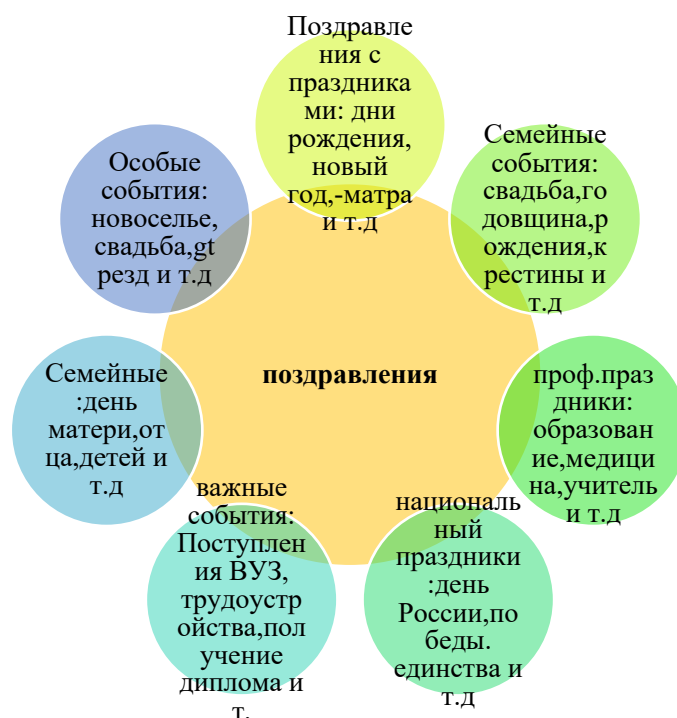 Поздравле
ния с
праздника
ми: дни
рождения,
новый
год,-матра
и т.д
Семейные
события:
свадьба,го
довщина,р
ождения,к
рестины и
т.д
проф.праз
дники:
образован
ие,медици
на,учитель
и т.д
националь
ный
праздники
:день
России,по
беды.
единства и
т.д
важные
события:
Поступлен
ия ВУЗ,
трудоустр
ойства,пол
учение
диплома и
т.
Семейные
:день
матери,от
ца,детей и
т.д
Особые
события:
новоселье,
свадьба,gt
резд и т.д
поздравления